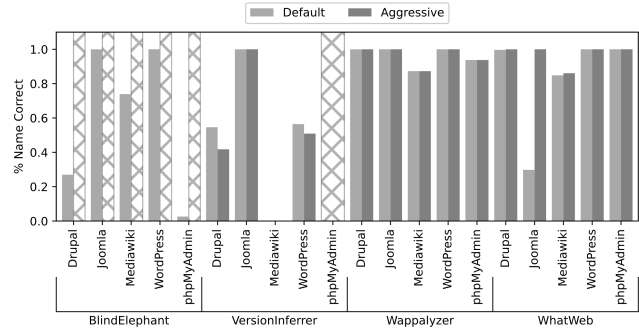 Default Aggressive
% Name Correct
1.0
0.8
0.6
0.4
0.2
0.0
Drupal Joomla Mediawiki WordPress phpMyAdmin Drupal Joomla Mediawiki WordPress phpMyAdmin Drupal Joomla Mediawiki WordPress phpMyAdmin Drupal Joomla Mediawiki WordPress phpMyAdmin
BlindElephant VersionInferrer Wappalyzer WhatWeb